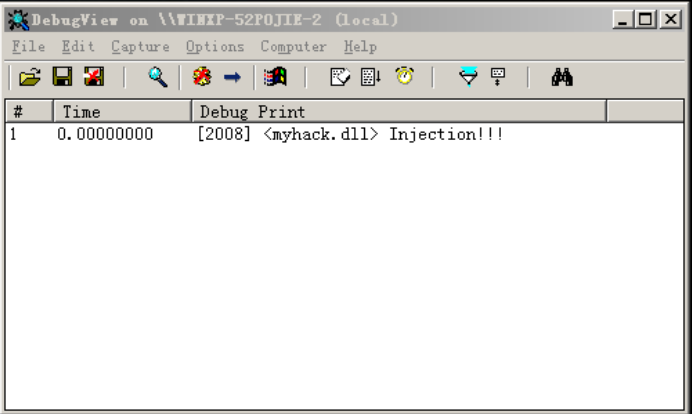 DebugView on \\WINXP-52POJIE-2 (local)
File Edit Capture Options Computer Help
# Time Debug Print
1 0.00000000 [2008] <myhack.dll> Injection!!!